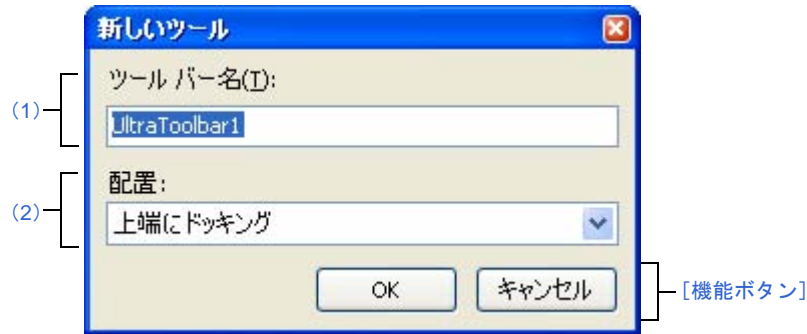 新しいツール
ツール バー名(T):
(1)
UltraToolbar1
配置:
(2)
上端にドッキング
OK
キャンセル
[機能ボタン]